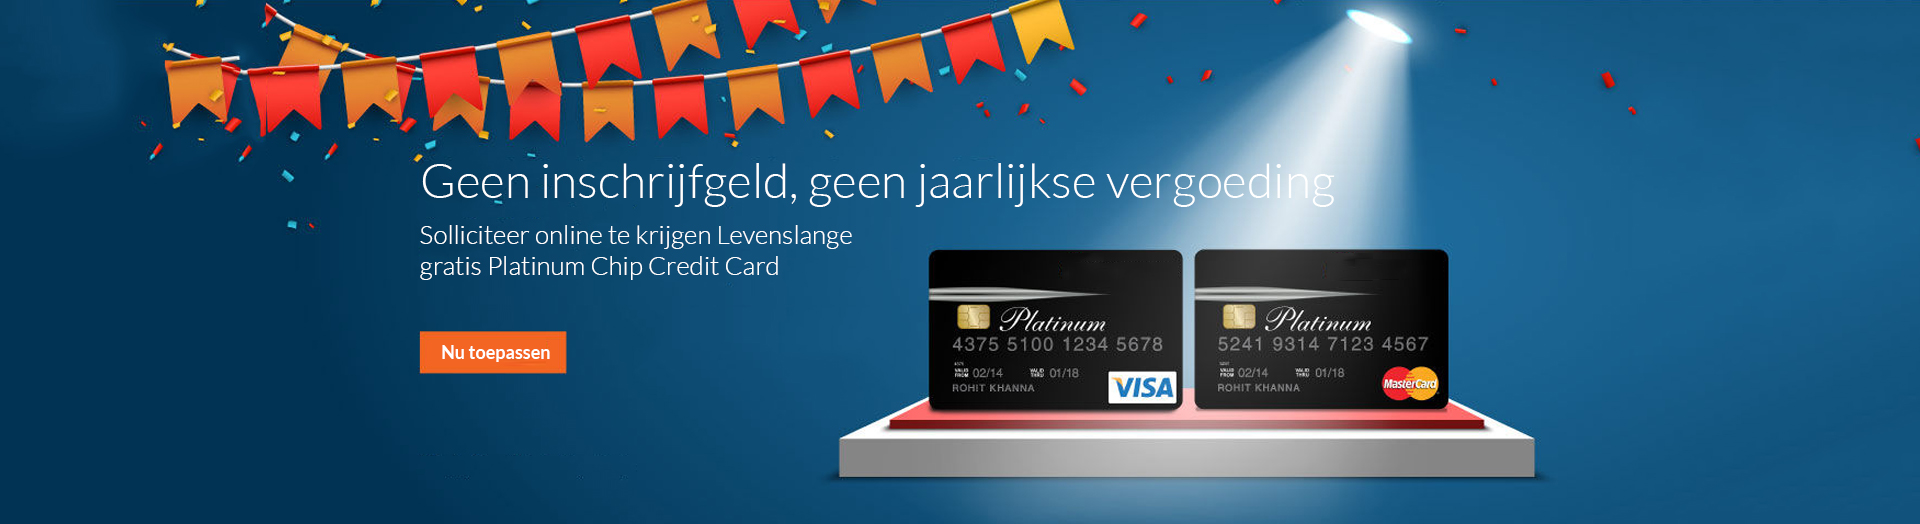 Geen inschrijfgeld, geen jaarlijkse vergoeding
Solliciteer online te krijgen Levenslange
gratis Platinum Chip Credit Card
Nu toepassen
Platinum
4375 5100 1234 5678
4375
VALID FROM 02/14 VALID THRU 01/18
ROHIT KHANNA
VISA
Platinum
5241 9314 7123 4567
5241
VALID FROM 02/14 VALID THRU 01/18
ROHIT KHANNA
MasterCard